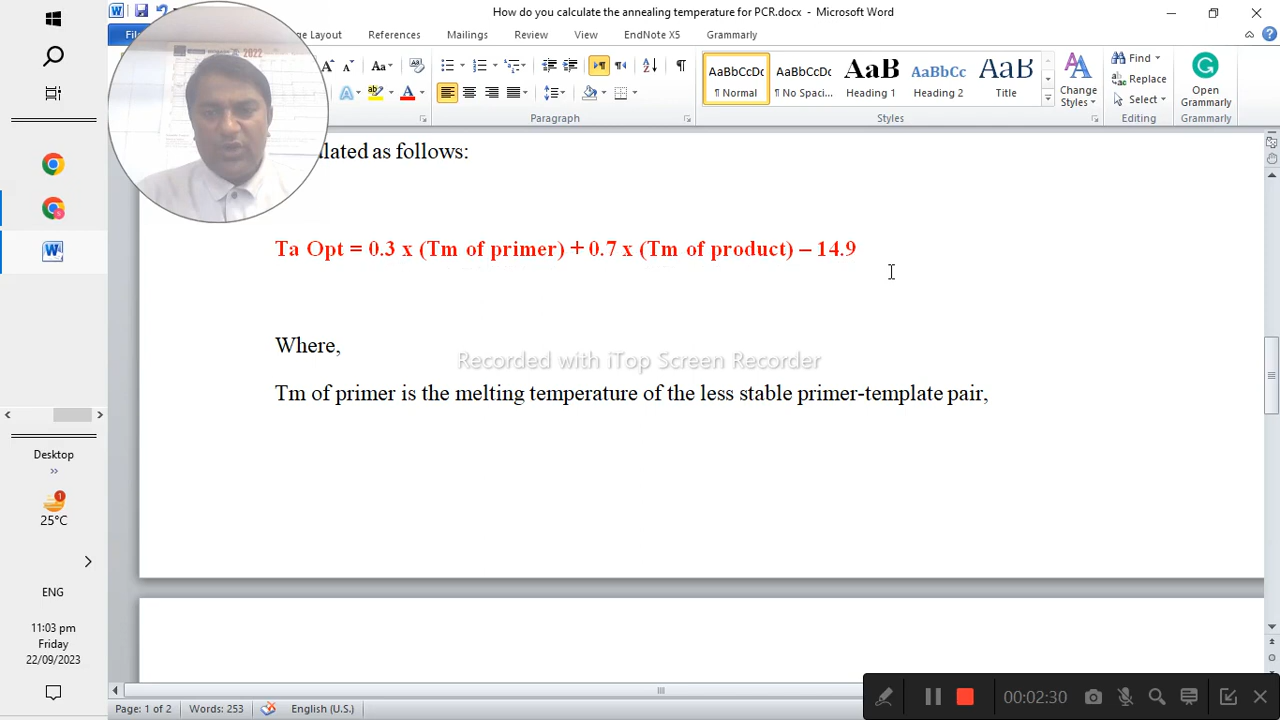 How do you calculate the annealing temperature for PCR.docx - Microsoft Word
Fil
ge Layout
References
Mailings
Review
View
EndNote X5
Grammarly
2022
AaBbCcDc
AaBbCcDc
AaB
AaBbCc
AaBbCc
¶ Normal
¶ No Spaci...
Heading 1
Heading 2
Title
Change
Styles
Find
Replace
Select
Open
Grammarly
Paragraph
Styles
Editing
Grammarly
lated as follows:
Ta Opt = 0.3 x (Tm of primer) + 0.7 x (Tm of product) – 14.9
Where,
Recorded with iTop Screen Recorder
Tm of primer is the melting temperature of the less stable primer-template pair,
Desktop
1
25°C
ENG
11:03 pm
Friday
22/09/2023
00:02:30
Page: 1 of 2
Words: 253
English (U.S.)